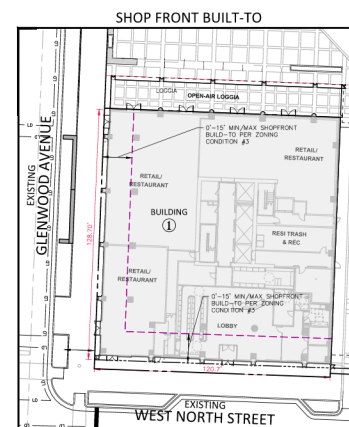 SHOP FRONT BUILT-TO
LOGGIA
OPEN-AIR LOGGIA
0'-15' MIN/MAX SHOPFRONT
BUILD-TO PER ZONING
CONDITION #3
RETAIL/
RESTAURANT
RETAIL/
RESTAURANT
EXISTING
GLENWOOD AVENUE
128.70'
BUILDING
1
RESI TRASH
& REC
RETAIL/
RESTAURANT
0'-15' MIN/MAX SHOPFRONT
BUILD-TO PER ZONING
CONDITION #3
LOBBY
120.7'
EXISTING
WEST NORTH STREET